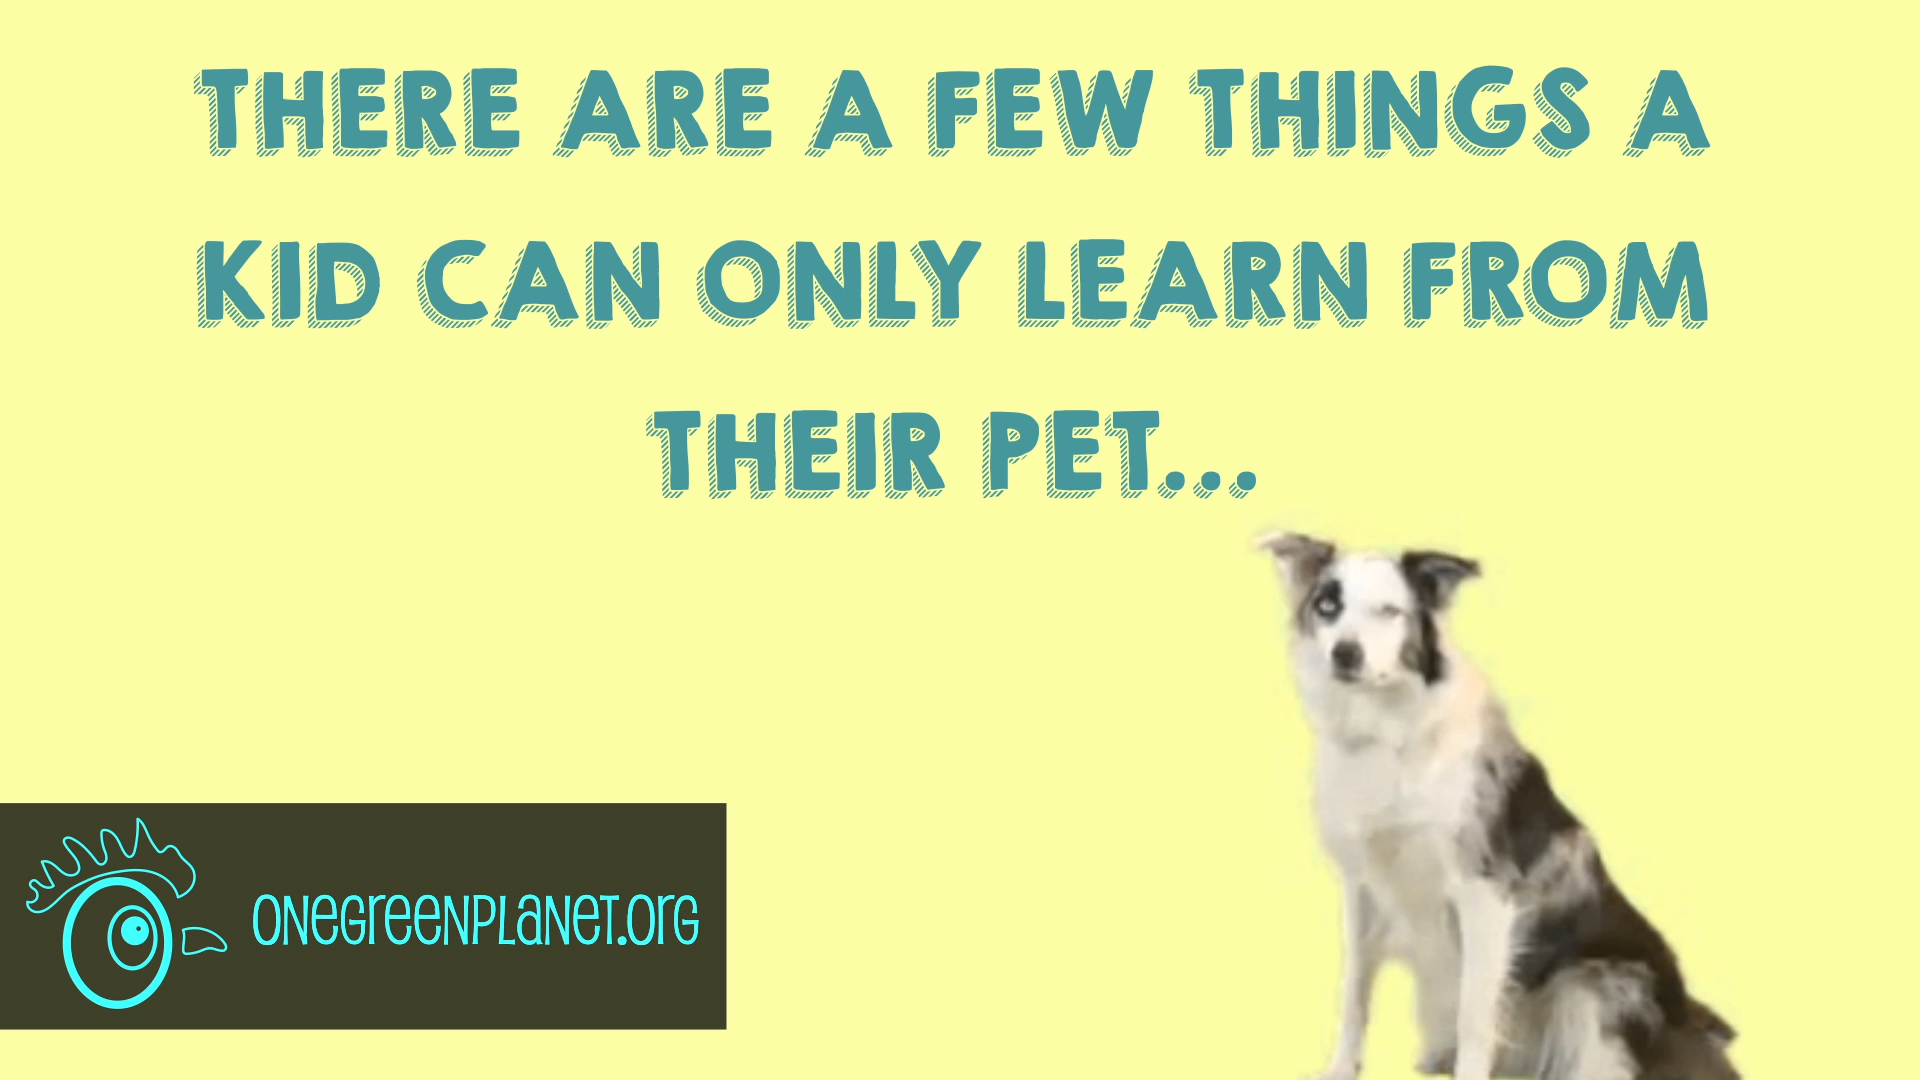 THERE ARE A FEW THINGS A
KID CAN ONLY LEARN FROM
THEIR PET...
ONEGREENPLANET.ORG